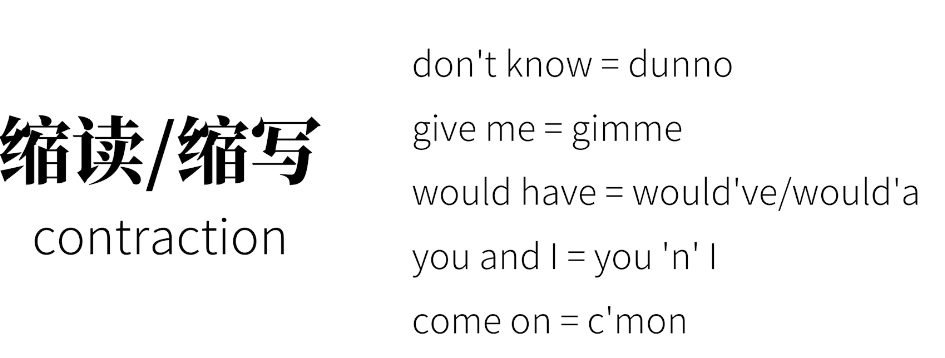 缩读/缩写
contraction
don't know = dunno
give me = gimme
would have = would've/would'a
you and I = you 'n' I
come on = c'mon